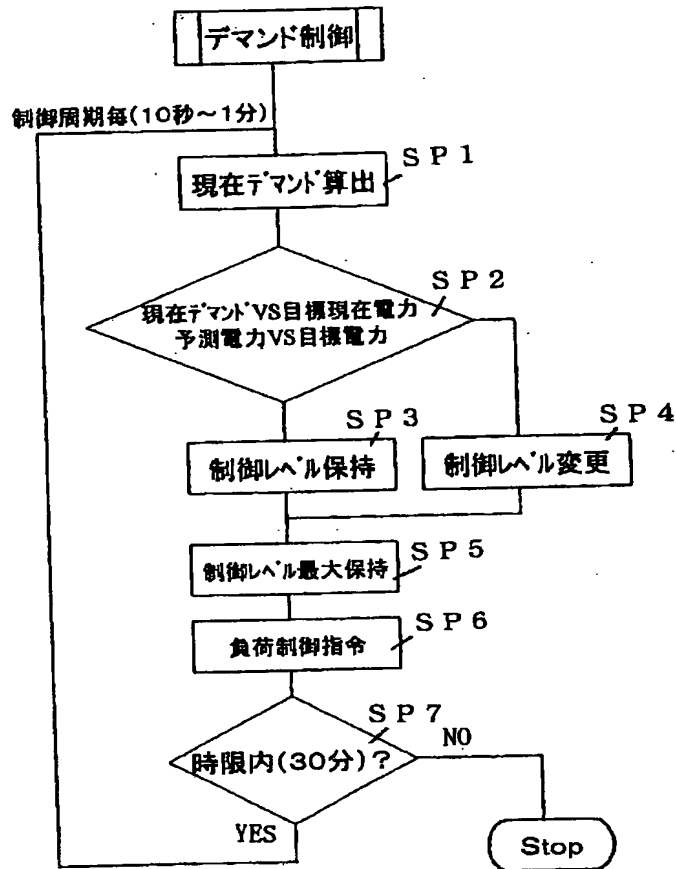 デマンド制御
制御周期毎(10秒～1分)
SP1
現在デマンド算出
SP2
現在デマンドVS目標現在電力
予測電力VS目標電力
SP3
制御レベル保持
SP4
制御レベル変更
制御レベル最大保持
SP5
負荷制御指令
SP6
SP7
時限内(30分)?
NO
YES
Stop